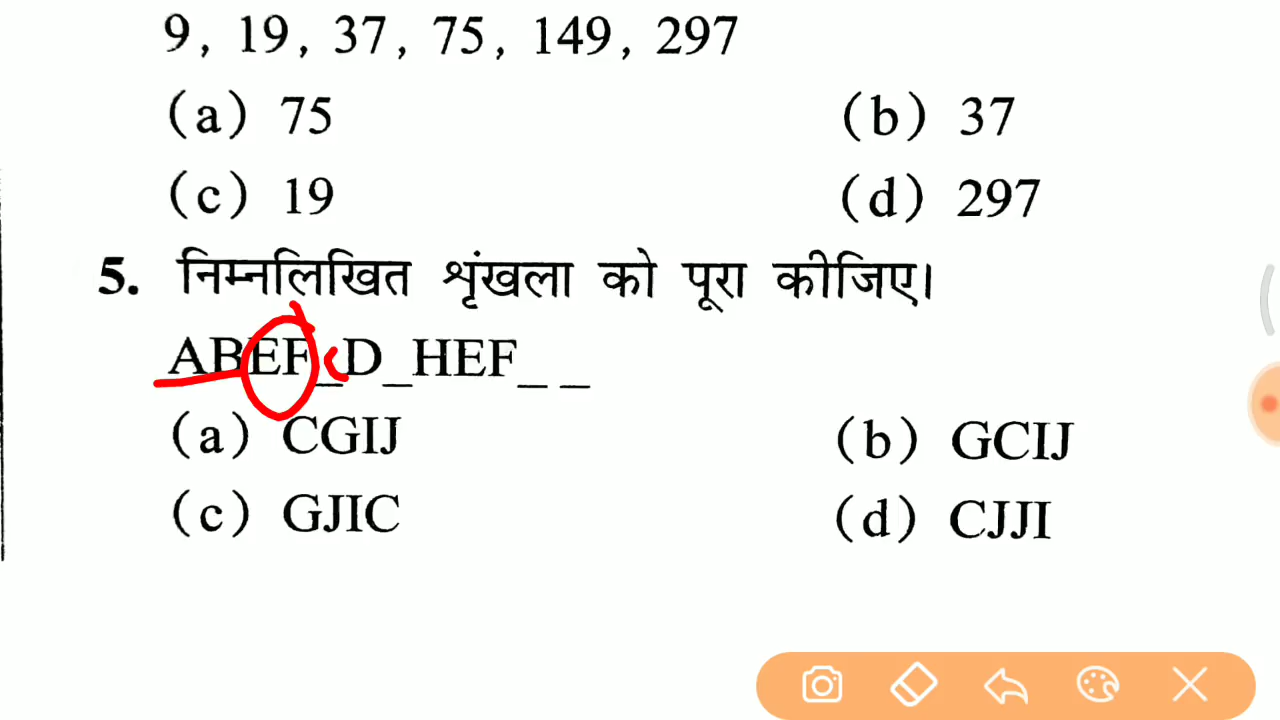 9, 19, 37, 75, 149, 297
(a) 75 (b) 37
(c) 19 (d) 297
5. निम्नलिखित श्रृंखला को पूरा कीजिए।
ABEF_D_HEF_ _
(a) CGIJ (b) GCIJ
(c) GJIC (d) CJJI